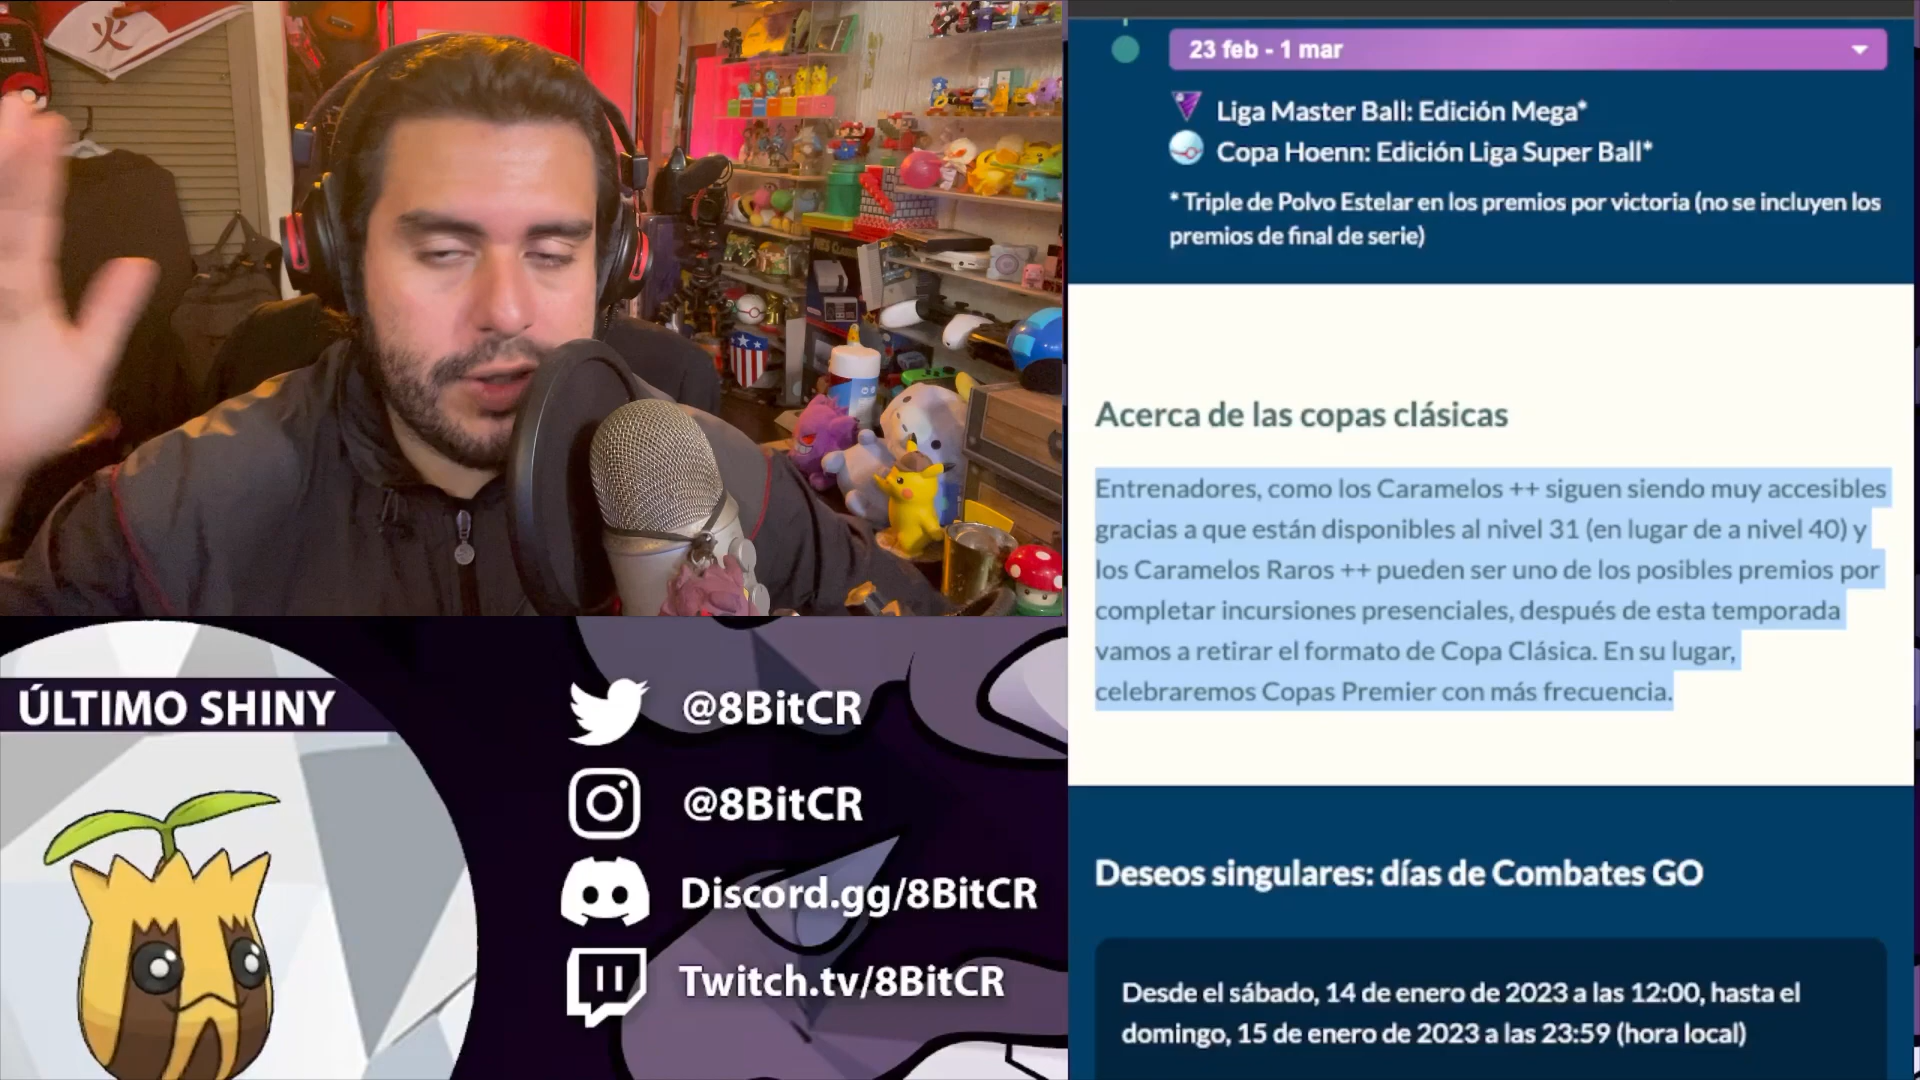 火
23 feb - 1 mar
Liga Master Ball: Edición Mega*
Copa Hoenn: Edición Liga Super Ball*
* Triple de Polvo Estelar en los premios por victoria (no se incluyen los
premios de final de serie)
Acerca de las copas clásicas
Entrenadores, como los Caramelos ++ siguen siendo muy accesibles
gracias a que están disponibles al nivel 31 (en lugar de a nivel 40) y
los Caramelos Raros ++ pueden ser uno de los posibles premios por
completar incursiones presenciales, después de esta temporada
vamos a retirar el formato de Copa Clásica. En su lugar,
celebraremos Copas Premier con más frecuencia.
Deseos singulares: días de Combates GO
Desde el sábado, 14 de enero de 2023 a las 12:00, hasta el
domingo, 15 de enero de 2023 a las 23:59 (hora local)
ÚLTIMO SHINY
@8BitCR
@8BitCR
Discord.gg/8BitCR
Twitch.tv/8BitCR